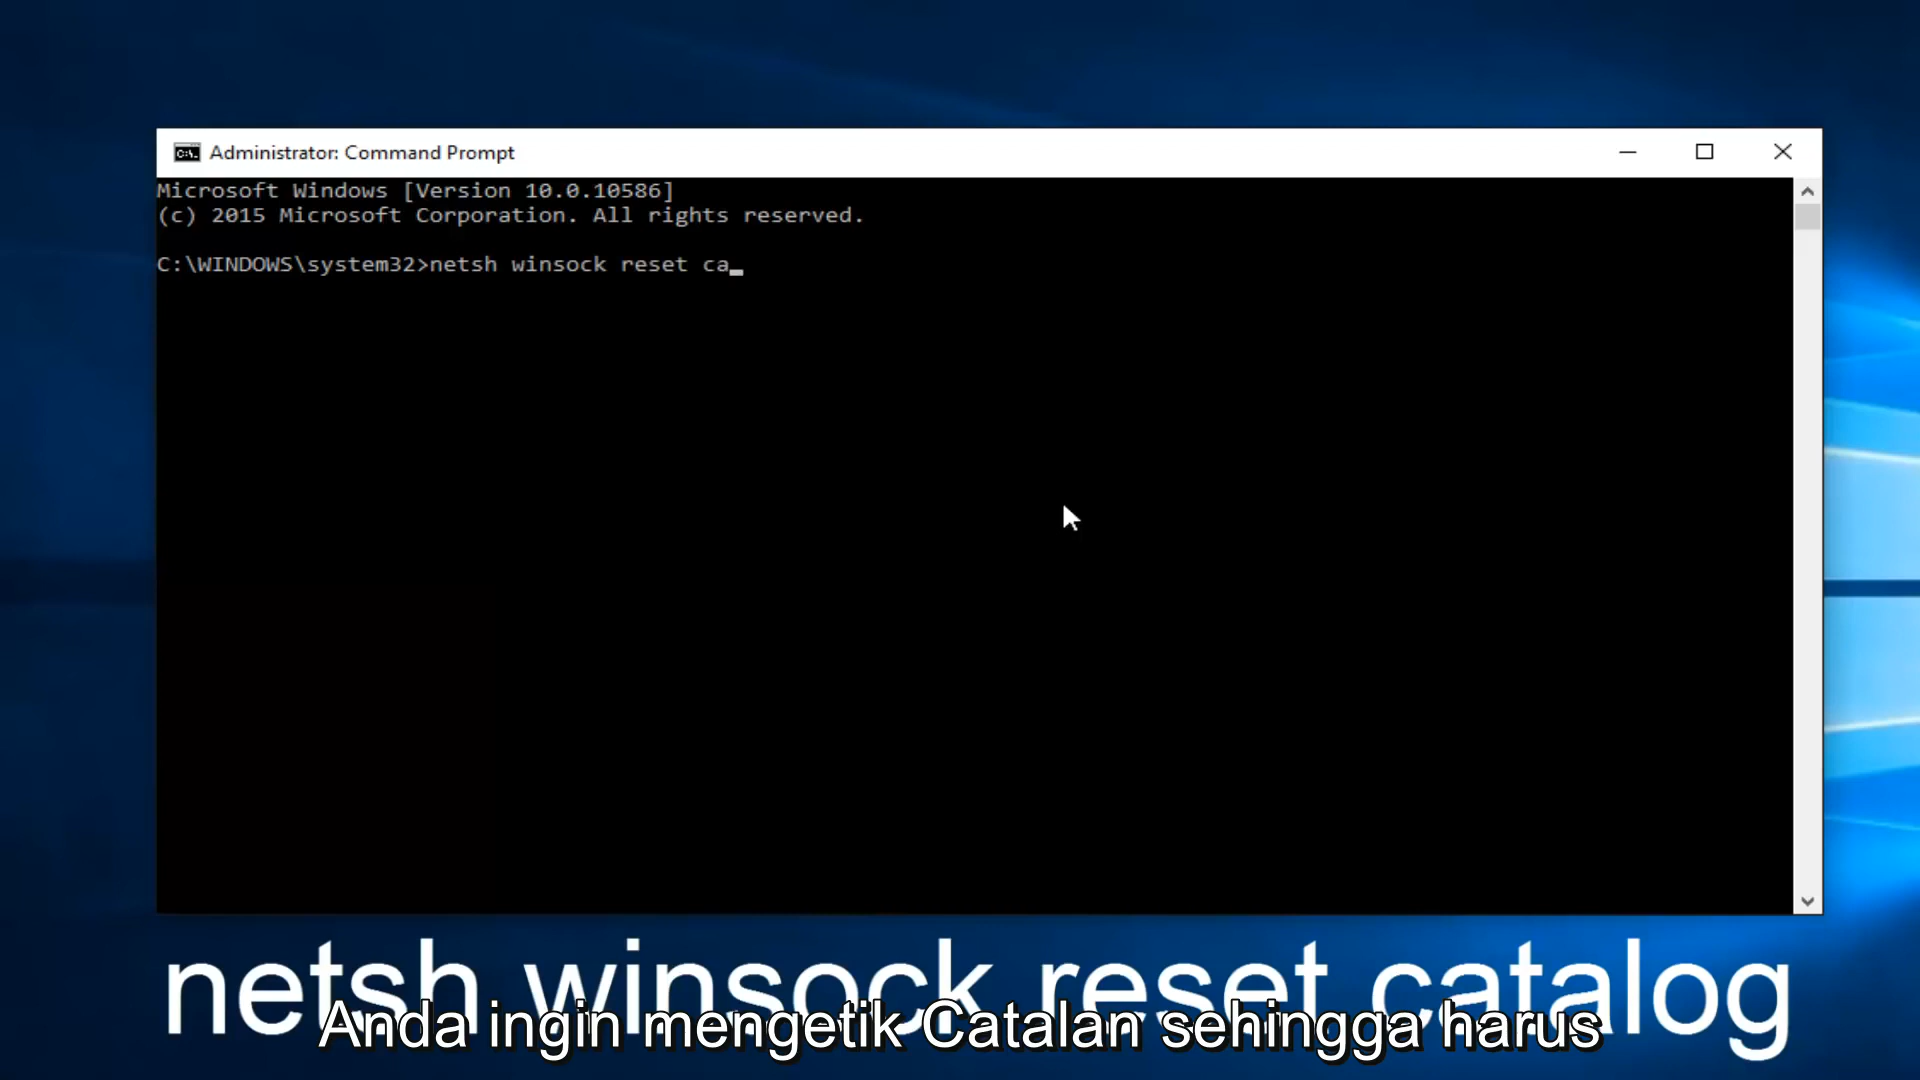 Administrator: Command Prompt
Microsoft Windows [Version 10.0.10586]
(c) 2015 Microsoft Corporation. All rights reserved.
C:\WINDOWS\system32>netsh winsock reset ca_
netsh winsock reset catalog
Anda ingin mengetik Catalan sehingga harus